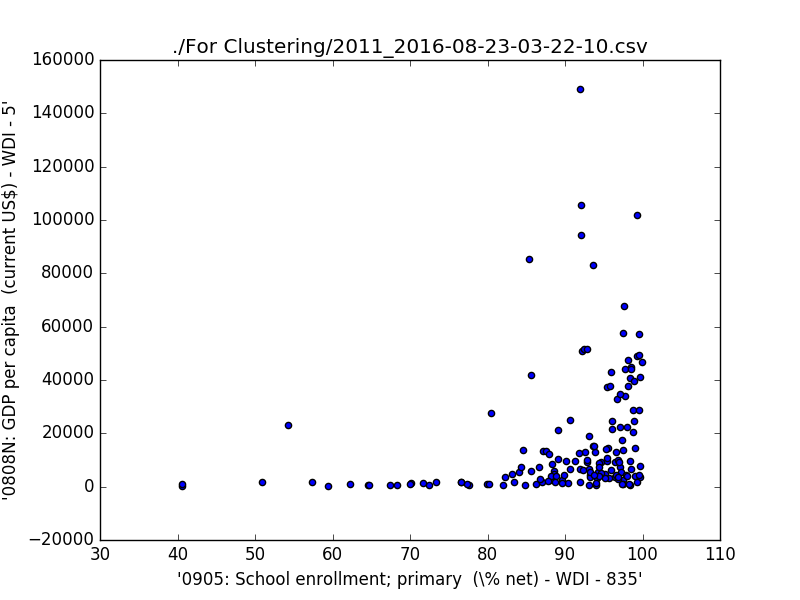 ./For Clustering/2011_2016-08-23-03-22-10.csv
'0808N: GDP per capita  (current US$) - WDI - 5'
160000
140000
120000
100000
80000
60000
40000
20000
0
−20000
30 40 50 60 70 80 90 100 110
'0905: School enrollment; primary  (\% net) - WDI - 835'